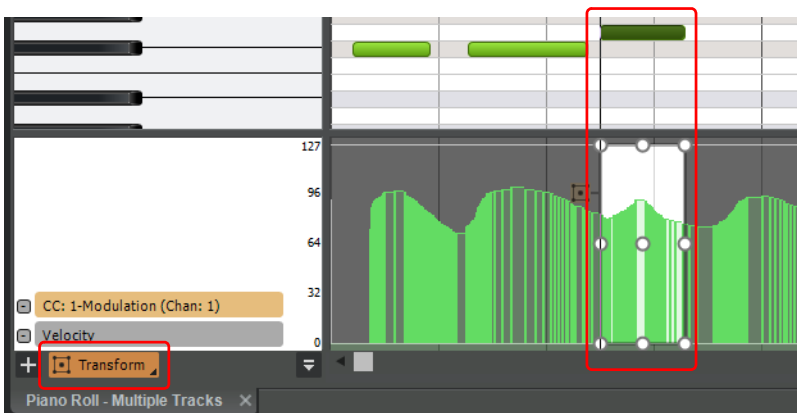 127
96
64
32
CC: 1-Modulation (Chan: 1)
Velocity
0
Transform
Piano Roll - Multiple Tracks